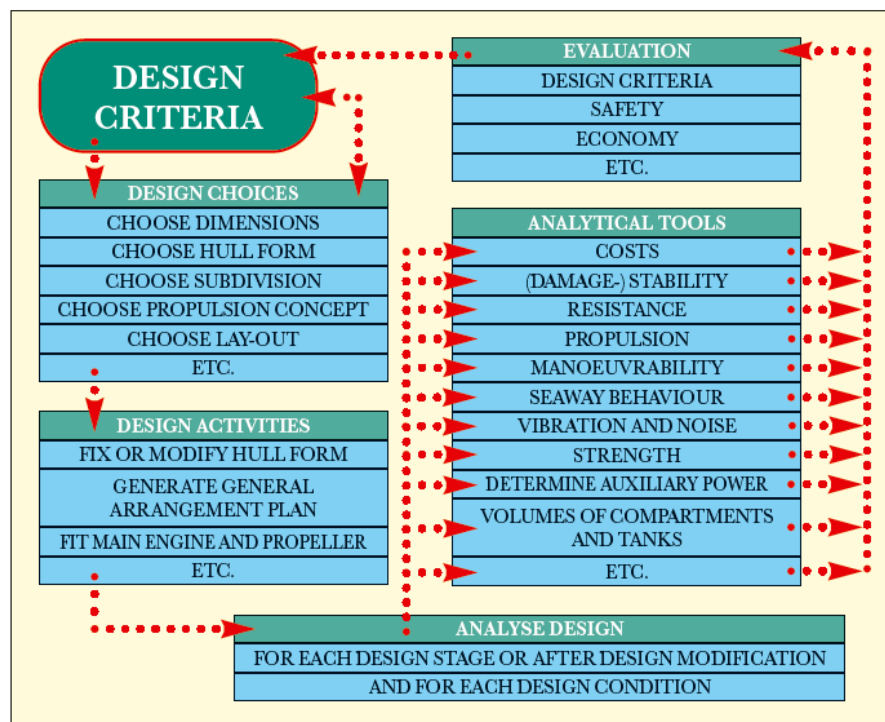 DESIGN
CRITERIA
DESIGN CHOICES
CHOOSE DIMENSIONS
CHOOSE HULL FORM
CHOOSE SUBDIVISION
CHOOSE PROPULSION CONCEPT
CHOOSE LAY-OUT
ETC.
DESIGN ACTIVITIES
FIX OR MODIFY HULL FORM
GENERATE GENERAL
ARRANGEMENT PLAN
FIT MAIN ENGINE AND PROPELLER
ETC.
ANALYSE DESIGN
FOR EACH DESIGN STAGE OR AFTER DESIGN MODIFICATION
AND FOR EACH DESIGN CONDITION
ANALYTICAL TOOLS
COSTS
(DAMAGE-) STABILITY
RESISTANCE
PROPULSION
MANOEUVRABILITY
SEAWAY BEHAVIOUR
VIBRATION AND NOISE
STRENGTH
DETERMINE AUXILIARY POWER
VOLUMES OF COMPARTMENTS
AND TANKS
ETC.
EVALUATION
DESIGN CRITERIA
SAFETY
ECONOMY
ETC.